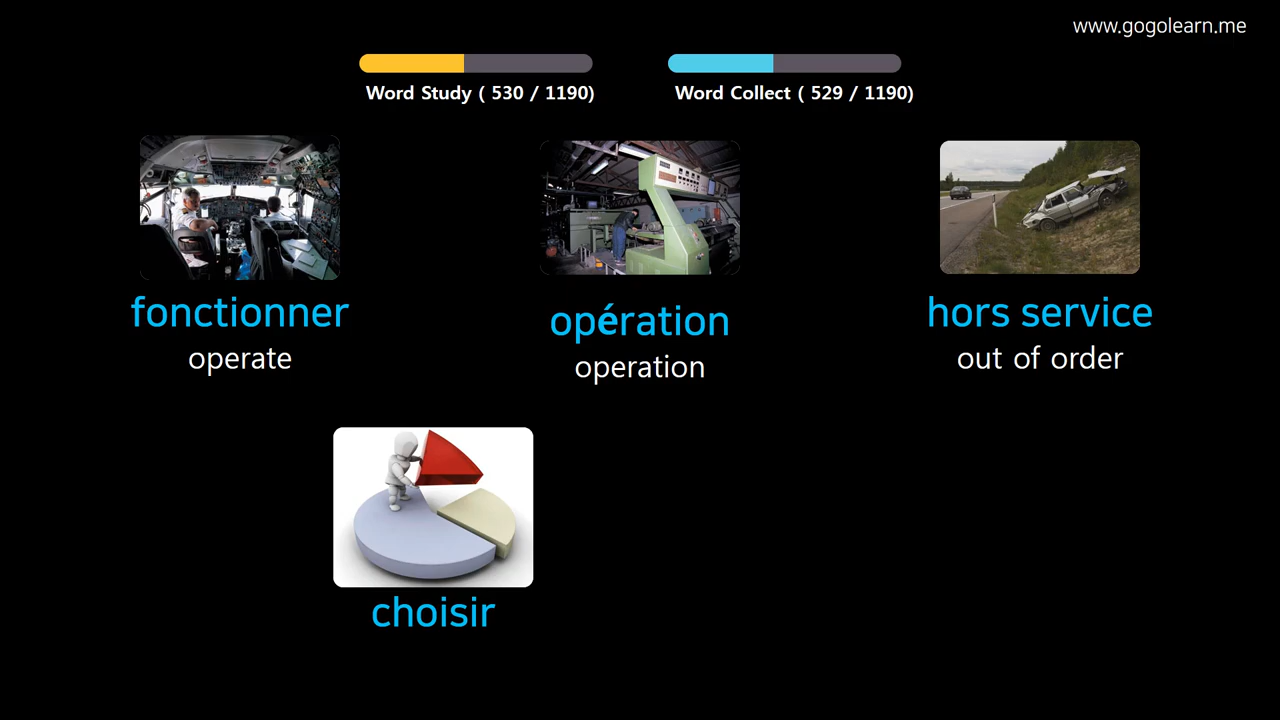 www.gogolearn.me
Word Study ( 530 / 1190)
Word Collect ( 529 / 1190)
fonctionner
operate
opération
operation
hors service
out of order
choisir